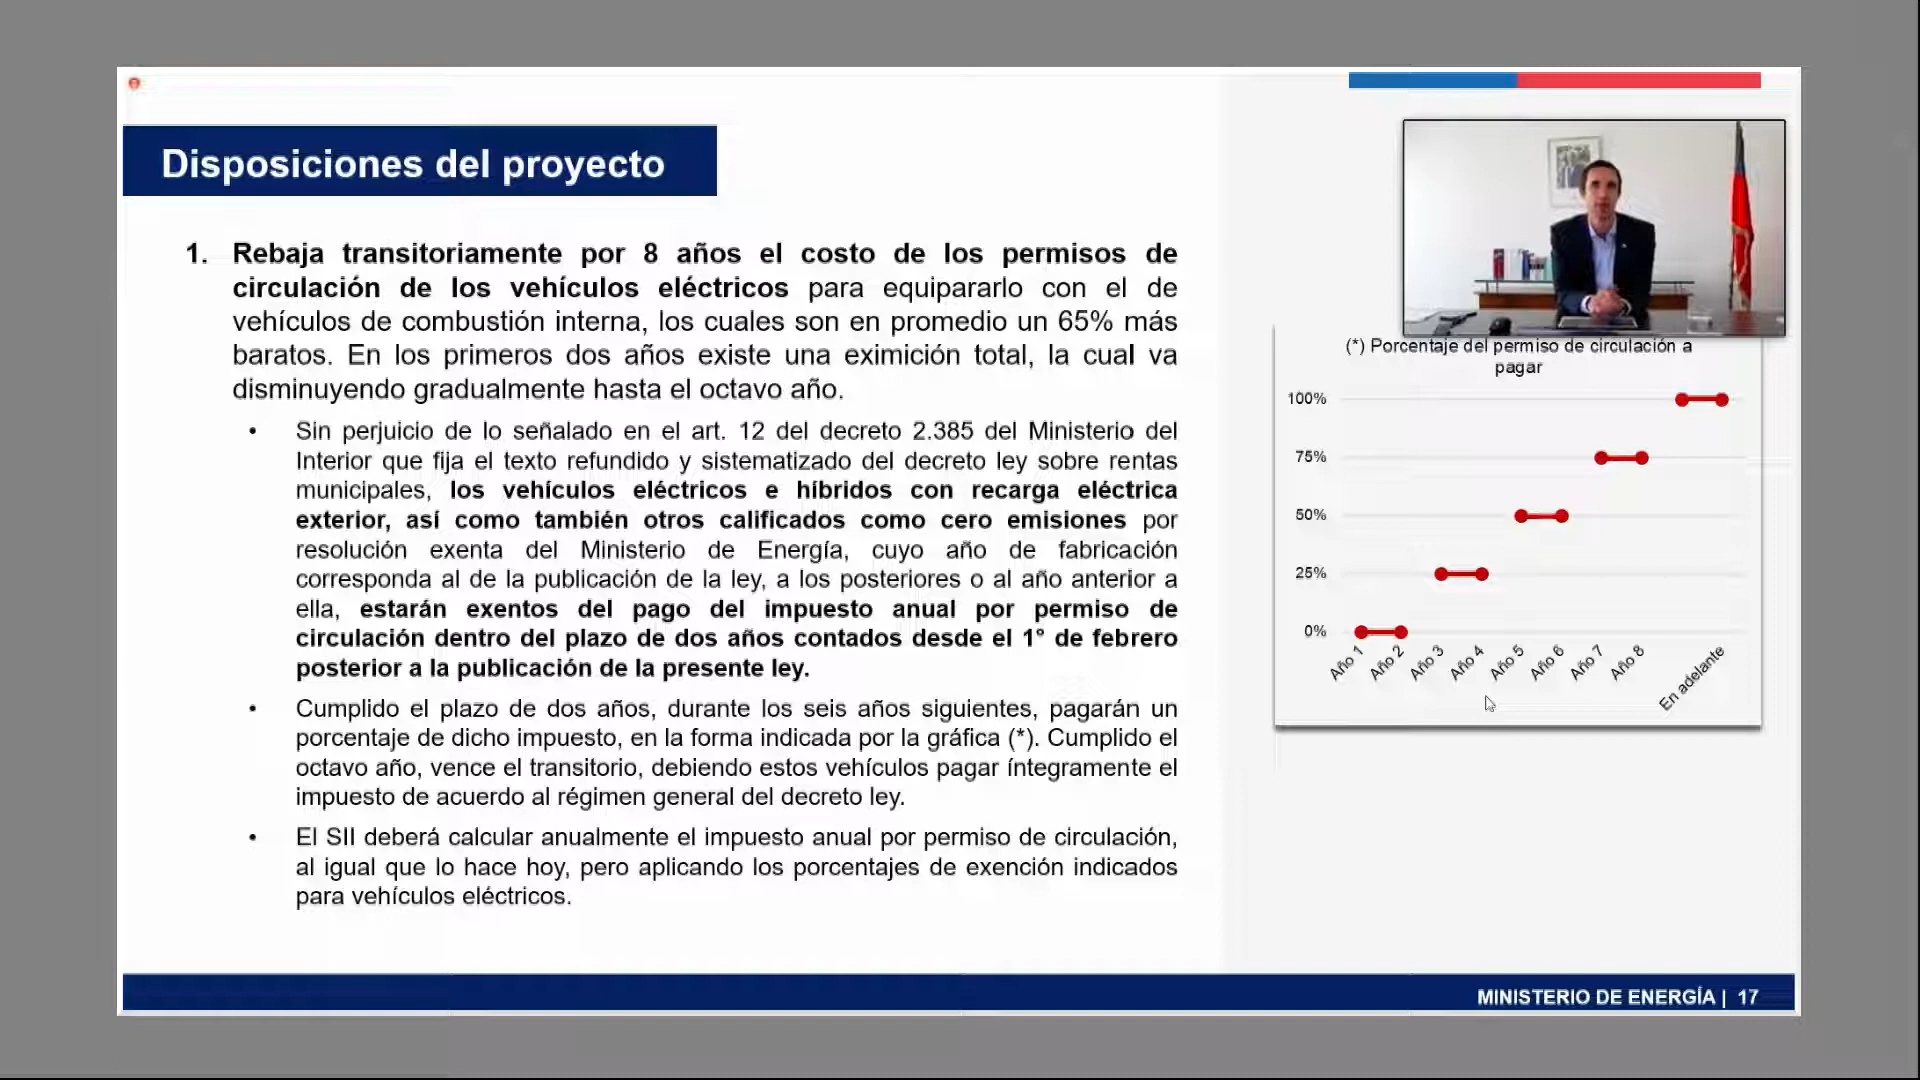 Disposiciones del proyecto
1. Rebaja transitoriamente por 8 años el costo de los permisos de
circulación de los vehículos eléctricos para equipararlo con el de
vehículos de combustión interna, los cuales son en promedio un 65% más
baratos. En los primeros dos años existe una eximición total, la cual va
disminuyendo gradualmente hasta el octavo año.
• Sin perjuicio de lo señalado en el art. 12 del decreto 2.385 del Ministerio del
Interior que fija el texto refundido y sistematizado del decreto ley sobre rentas
municipales, los vehículos eléctricos e híbridos con recarga eléctrica
exterior, así como también otros calificados como cero emisiones por
resolución exenta del Ministerio de Energía, cuyo año de fabricación
corresponda al de la publicación de la ley, a los posteriores o al año anterior a
ella, estarán exentos del pago del impuesto anual por permiso de
circulación dentro del plazo de dos años contados desde el 1° de febrero
posterior a la publicación de la presente ley.
• Cumplido el plazo de dos años, durante los seis años siguientes, pagarán un
porcentaje de dicho impuesto, en la forma indicada por la gráfica (*). Cumplido el
octavo año, vence el transitorio, debiendo estos vehículos pagar íntegramente el
impuesto de acuerdo al régimen general del decreto ley.
• El SII deberá calcular anualmente el impuesto anual por permiso de circulación,
al igual que lo hace hoy, pero aplicando los porcentajes de exención indicados
para vehículos eléctricos.
(*) Porcentaje del permiso de circulación a
pagar
100%
75%
50%
25%
0%
Año 1
Año 2
Año 3
Año 4
Año 5
Año 6
Año 7
Año 8
En adelante
MINISTERIO DE ENERGÍA | 17